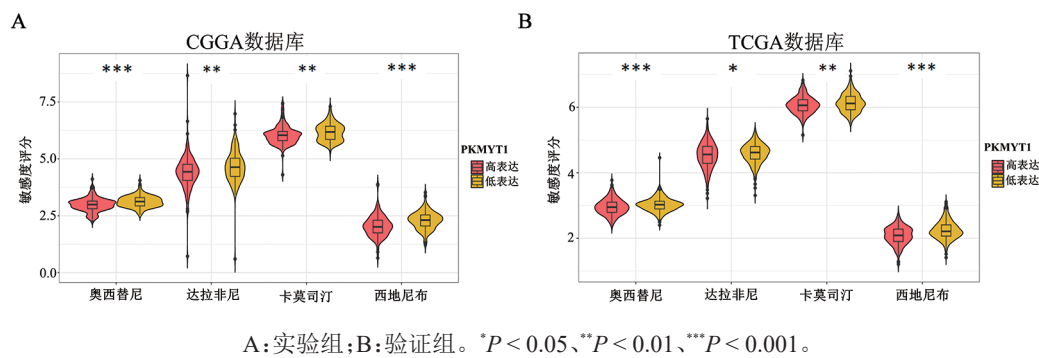 A
CGGA数据库
*** ** ** ***
敏感度评分
7.5
5.0
2.5
0.0
奥西替尼 达拉非尼 卡莫司汀 西地尼布
PKMYT1
高表达
低表达
B
TCGA数据库
*** * ** ***
敏感度评分
6
4
2
奥西替尼 达拉非尼 卡莫司汀 西地尼布
PKMYT1
高表达
低表达
A:实验组;B:验证组。*P < 0.05、**P < 0.01、***P < 0.001。